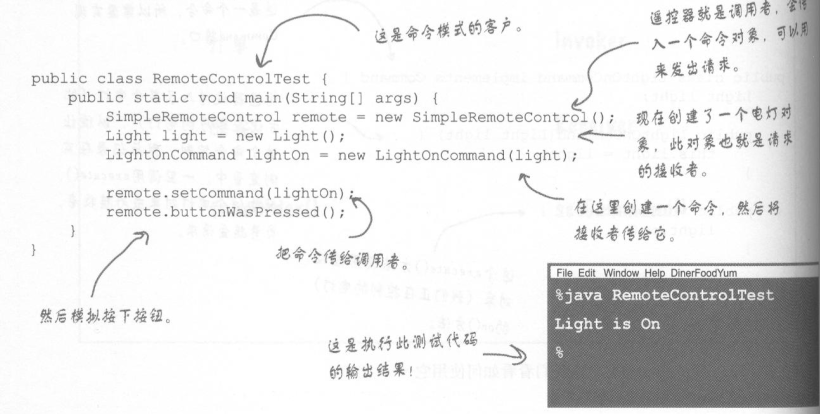 这是命令模式的客户。
遥控器就是调用者，会传
入一个命令对象，可以用
来发出请求。
public class RemoteControlTest {
public static void main(String[] args) {
SimpleRemoteControl remote = new SimpleRemoteControl();
Light light = new Light();
LightOnCommand lightOn = new LightOnCommand(light);
remote.setCommand(lightOn);
remote.buttonWasPressed();
}
}
现在创建了一个电灯对
象，此对象也就是请求
的接收者。
在这里创建一个命令，然后将
接收者传给它。
把命令传给调用者。
然后模拟按下按钮。
File Edit Window Help DinerFoodYum
%java RemoteControlTest
Light is On
%
这是执行此测试代码
的输出结果！